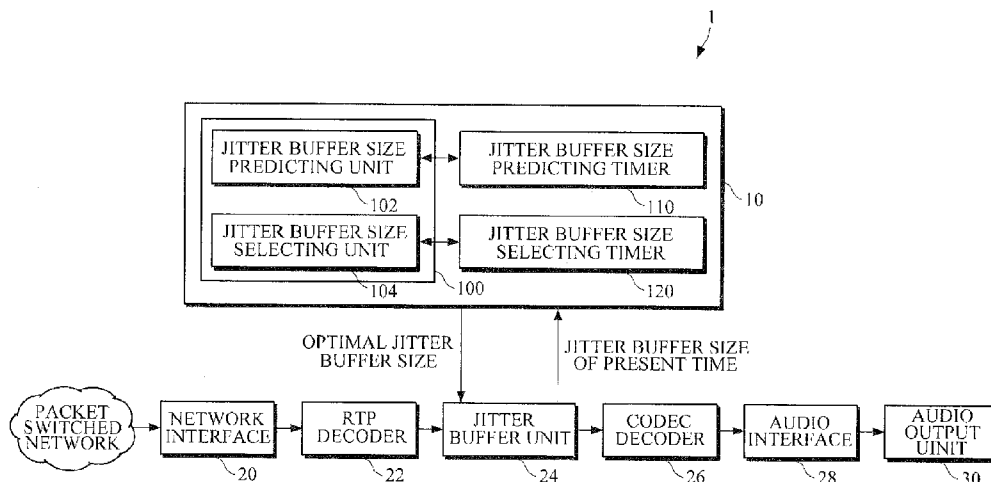 1
JITTER BUFFER SIZE
PREDICTING UNIT
JITTER BUFFER SIZE
PREDICTING TIMER
10
102
110
JITTER BUFFER SIZE
SELECTING UNIT
JITTER BUFFER SIZE
SELECTING TIMER
104
100
120
OPTIMAL JITTER
BUFFER SIZE
JITTER BUFFER SIZE
OF PRESENT TIME
PACKET
SWITCHED
NETWORK
NETWORK
INTERFACE
RTP
DECODER
JITTER
BUFFER UNIT
CODEC
DECODER
AUDIO
INTERFACE
AUDIO
OUTPUT
UINIT
20
22
24
26
28
30